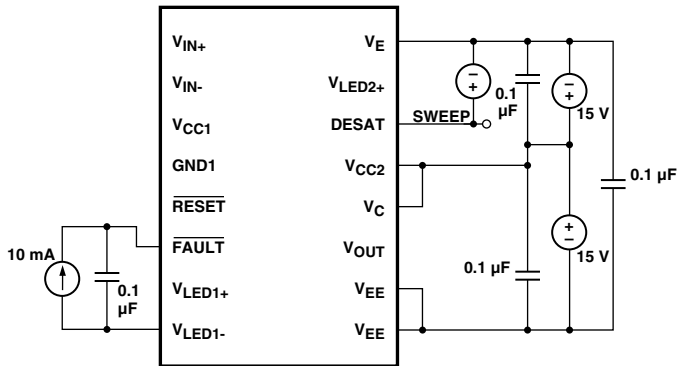 V_IN+
V_IN-
V_CC1
GND1
RESET
FAULT
V_LED1+
V_LED1-
V_E
V_LED2+
DESAT
V_CC2
V_C
V_OUT
V_EE
V_EE
10 mA
0.1
µF
SWEEP
0.1
µF
15 V
0.1 µF
15 V
0.1 µF